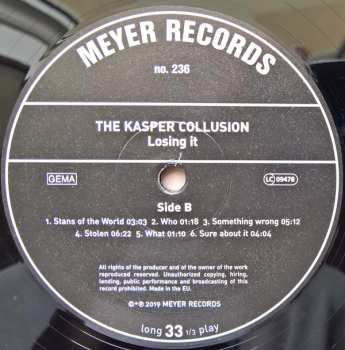 MEYER RECORDS
no. 236
THE KASPER COLLUSION
Losing it
GEMA
LC 09478
Side B
1. Stans of the World 03:03 2. Who 01:18 3. Something wrong 05:12
4. Stolen 06:22 5. What 01:10 6. Sure about it 04:04
All rights of the producer and of the owner of the work
reproduced reserved. Unauthorized copying, hiring,
lending, public performance and broadcasting of this
record prohibited. Made in the EU.
©+℗ 2019 MEYER RECORDS
long 33 1/3 play